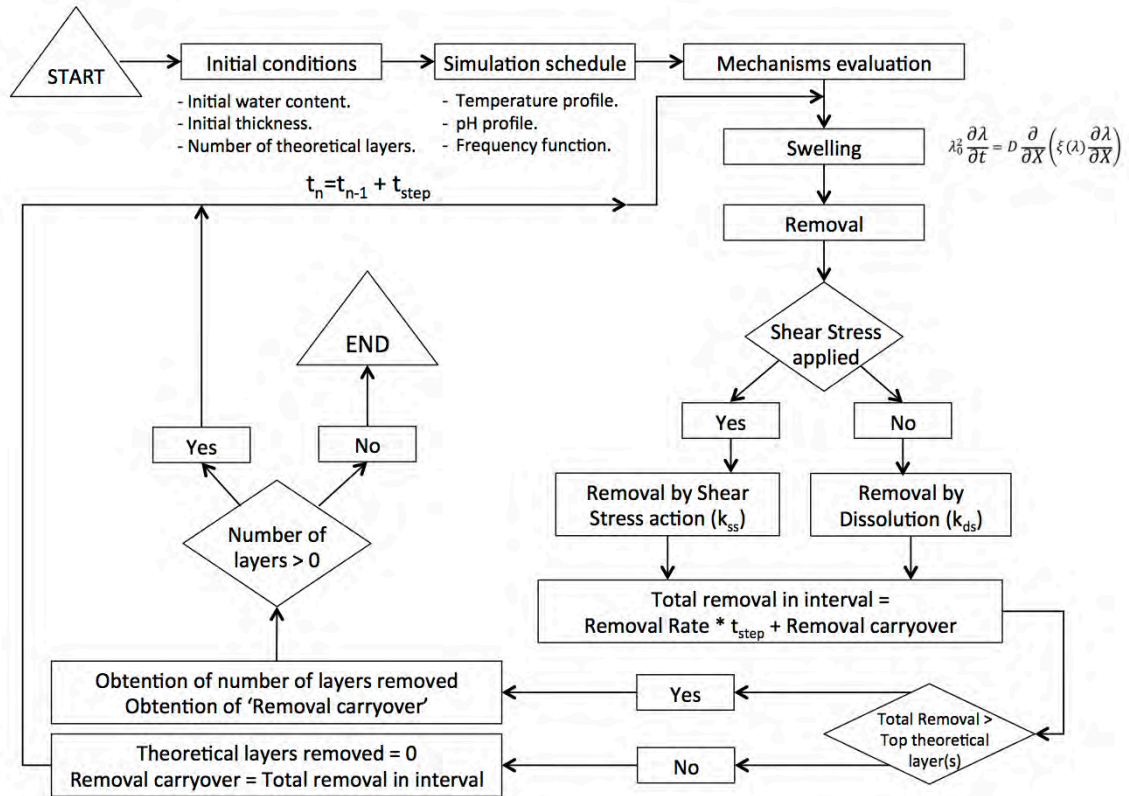 START
Initial conditions
- Initial water content.
- Initial thickness.
- Number of theoretical layers.
Simulation schedule
- Temperature profile.
- pH profile.
- Frequency function.
Mechanisms evaluation
Swelling
λ₀² ∂λ/∂t = D ∂/∂X (ξ(λ) ∂λ/∂X)
tₙ=tₙ₋₁ + t_step
Removal
Shear Stress
applied
Yes
No
Removal by Shear
Stress action (k_ss)
Removal by
Dissolution (k_ds)
Total removal in interval =
Removal Rate * t_step + Removal carryover
Total Removal >
Top theoretical
layer(s)
Yes
No
Obtention of number of layers removed
Obtention of ‘Removal carryover’
Theoretical layers removed = 0
Removal carryover = Total removal in interval
Number of
layers > 0
Yes
No
END